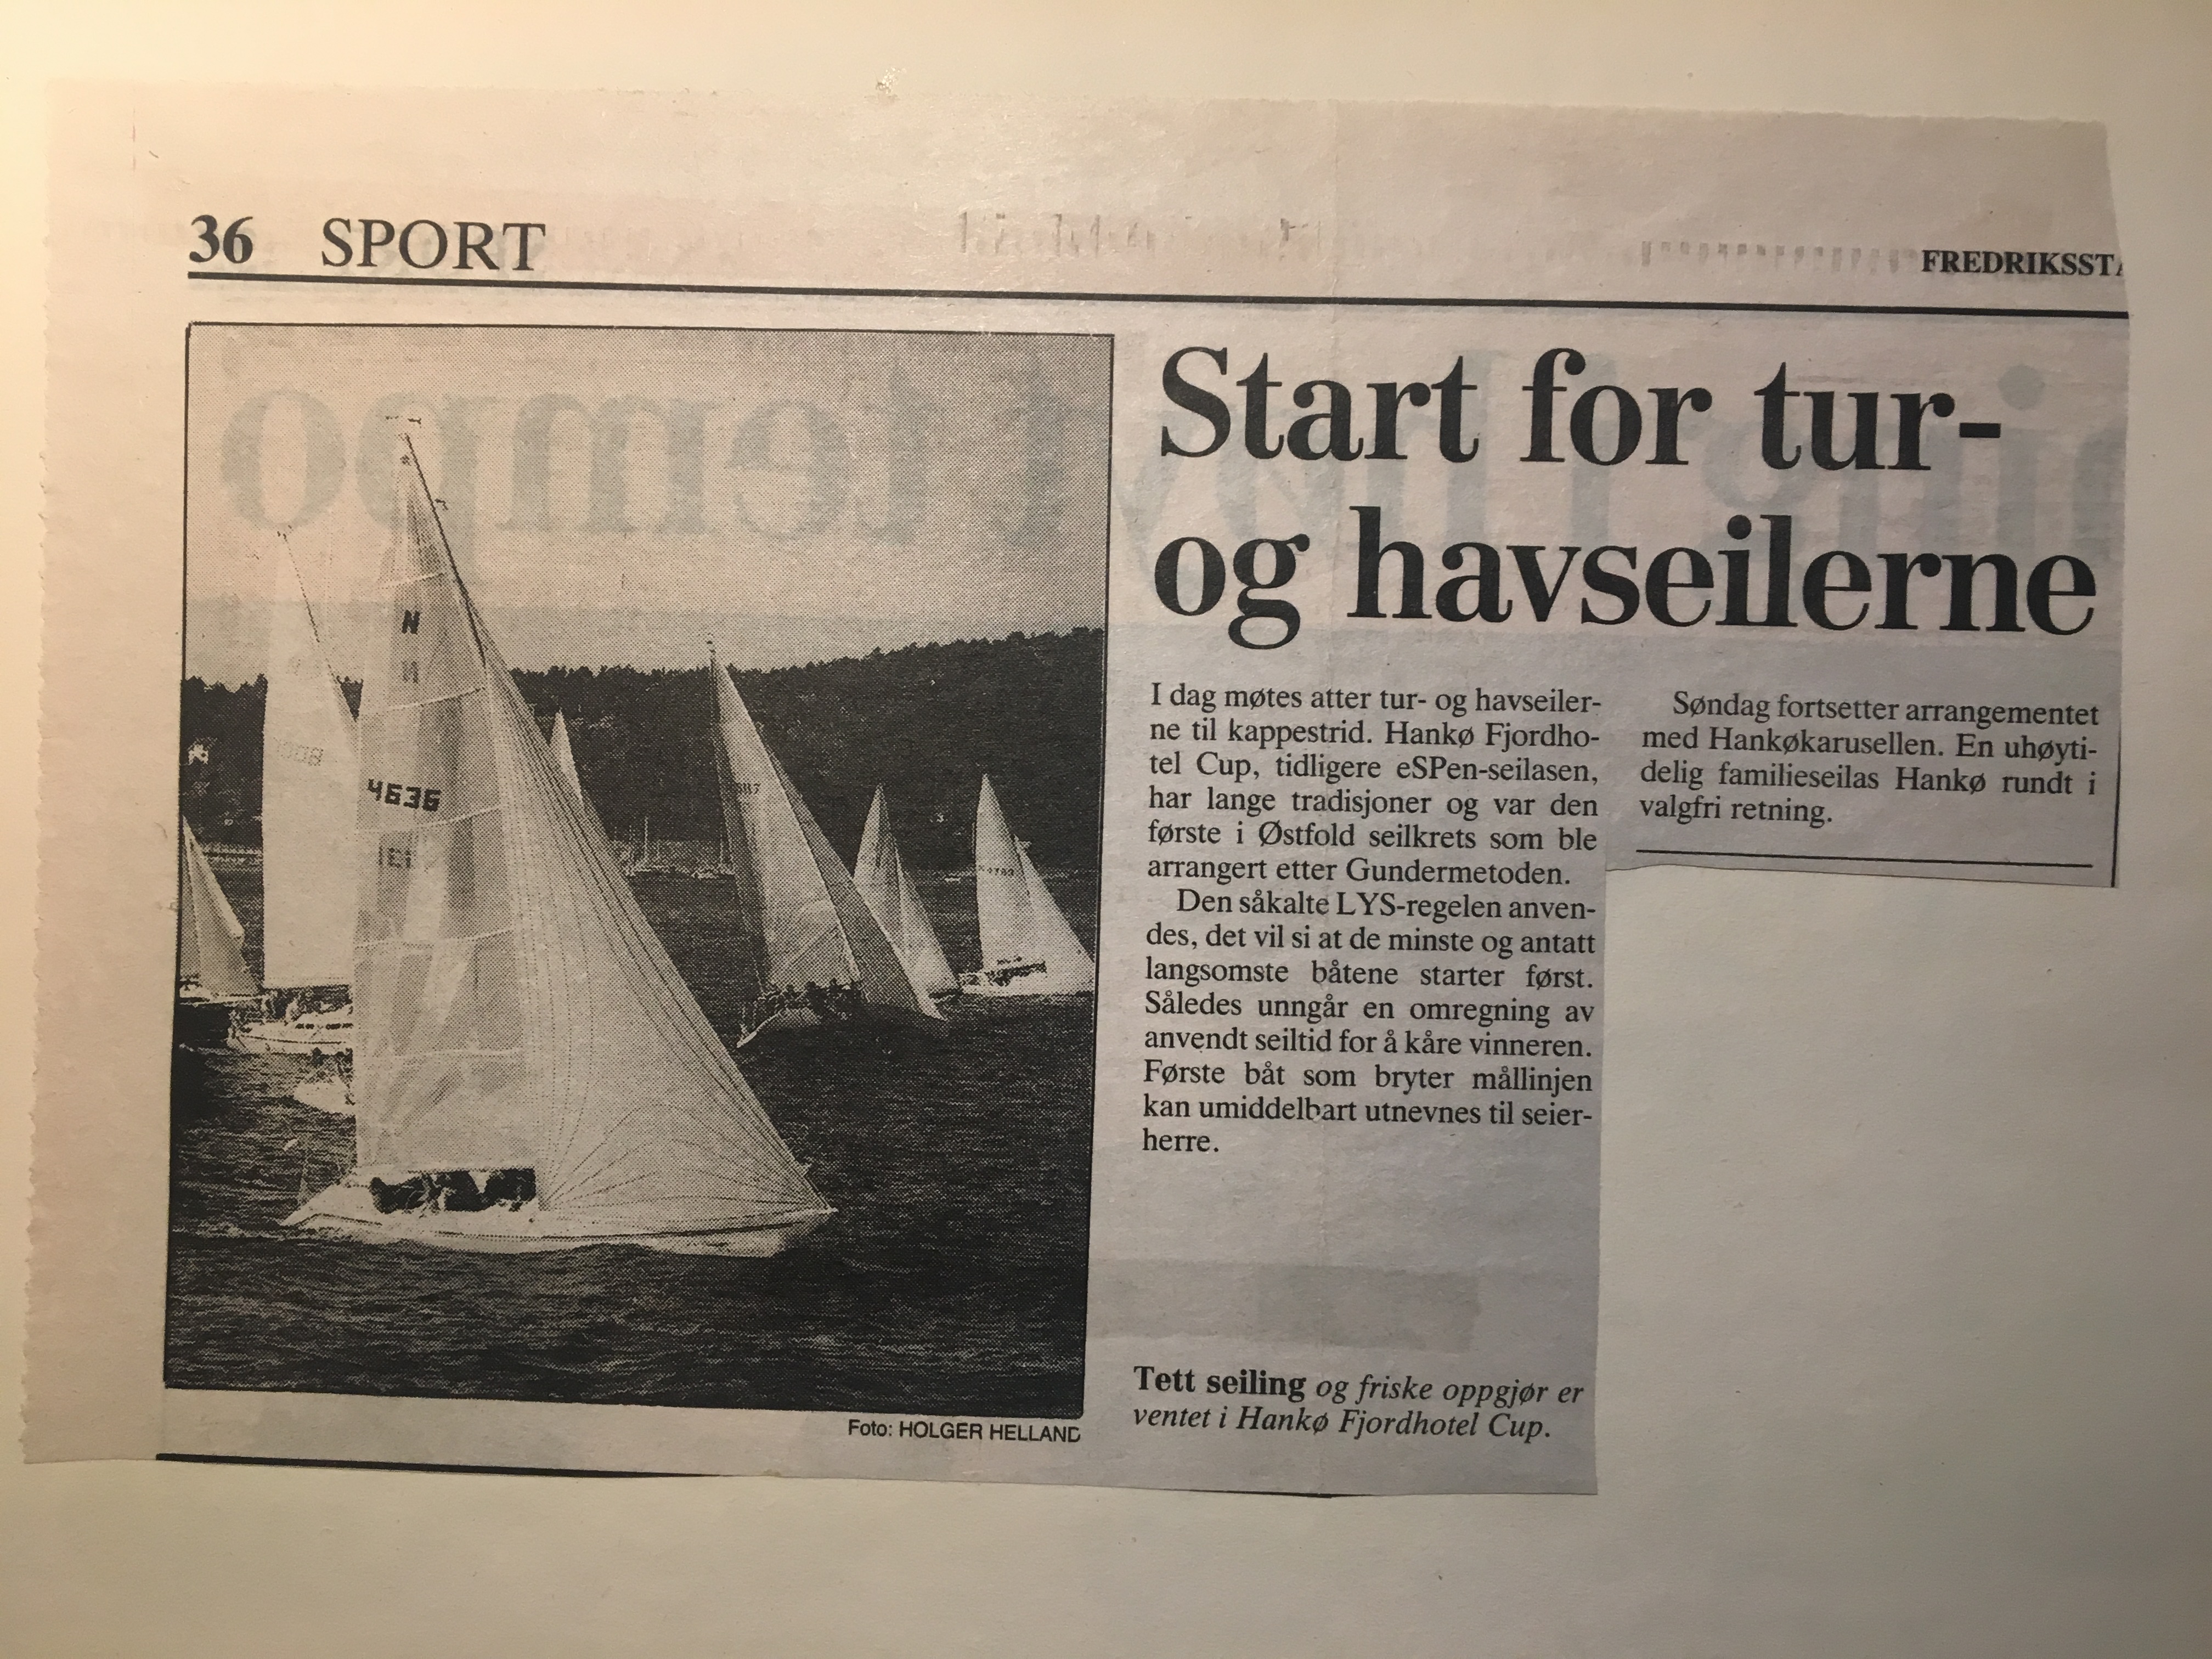 36 SPORT
FREDRIKSST
Start for tur-
og havseilerne
I dag møtes atter tur- og havseiler-
ne til kappestrid. Hankø Fjordho-
tel Cup, tidligere eSPen-seilasen,
har lange tradisjoner og var den
første i Østfold seilkrets som ble
arrangert etter Gundermetoden.
Den såkalte LYS-regelen anven-
des, det vil si at de minste og antatt
langsomste båtene starter først.
Således unngår en omregning av
anvendt seiltid for å kåre vinneren.
Første båt som bryter mållinjen
kan umiddelbart utnevnes til seier-
herre.
Søndag fortsetter arrangementet
med Hankøkarusellen. En uhøyti-
delig familieseilas Hankø rundt i
valgfri retning.
N
4636
Foto: HOLGER HELLAND
Tett seiling og friske oppgjør er
ventet i Hankø Fjordhotel Cup.